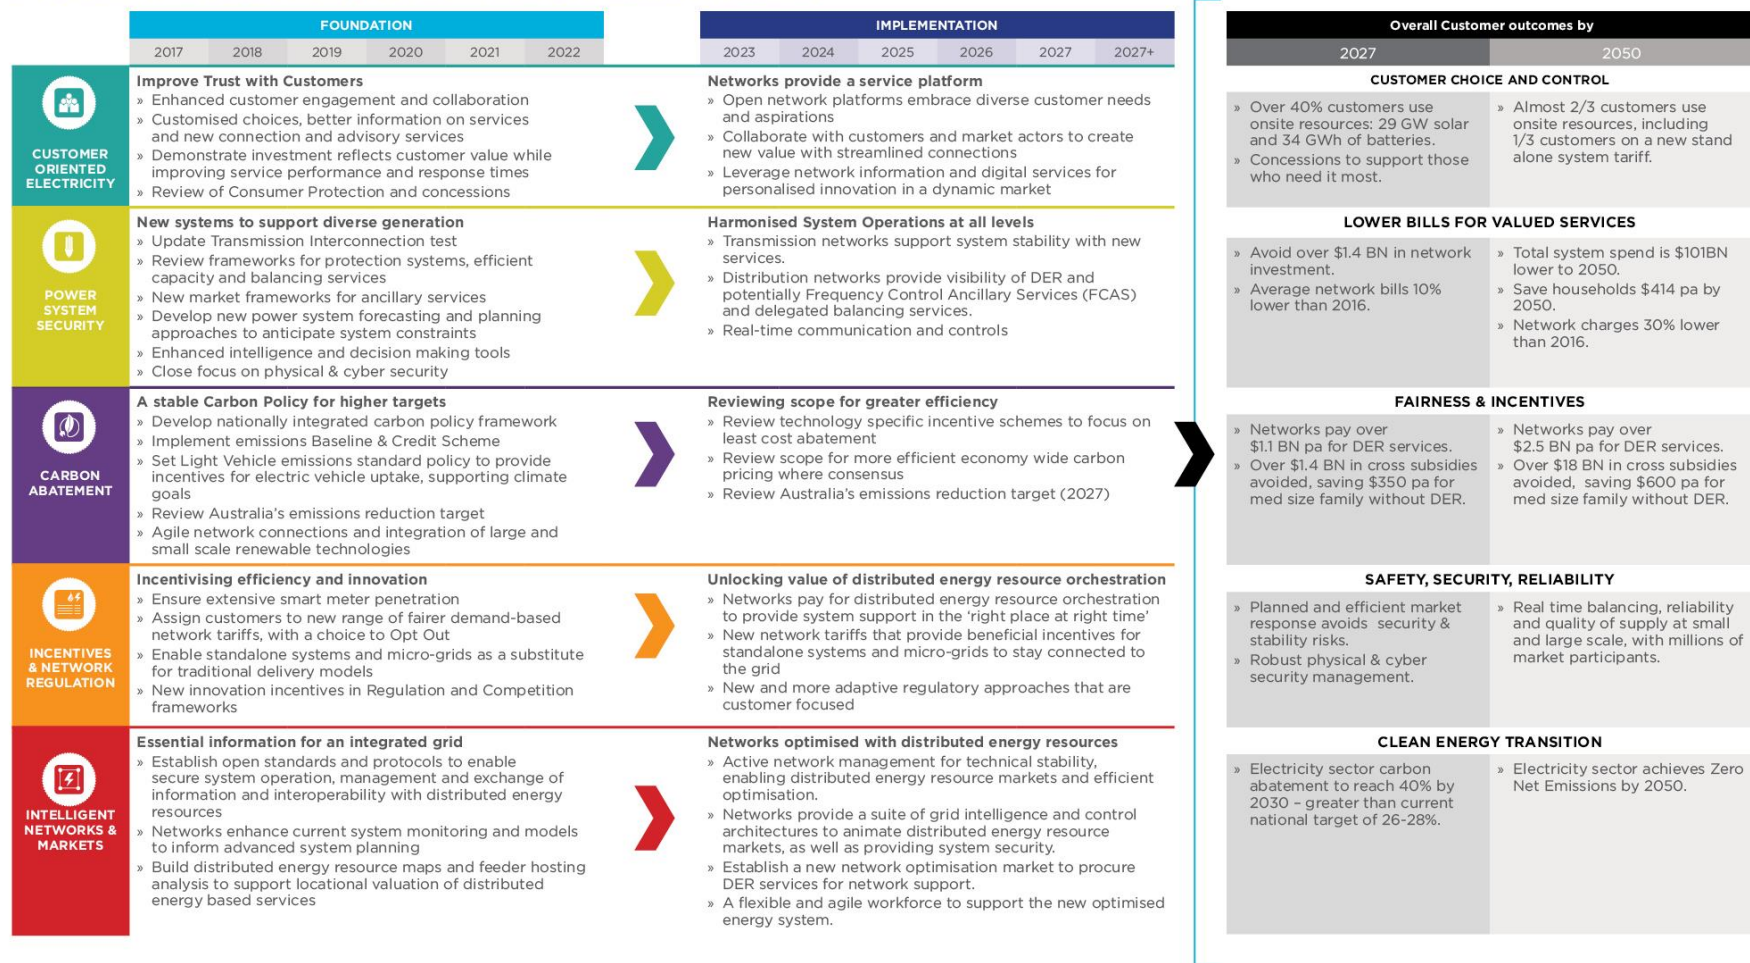 FOUNDATION
2017 2018 2019 2020 2021 2022
IMPLEMENTATION
2023 2024 2025 2026 2027 2027+
Overall Customer outcomes by
2027 2050
CUSTOMER
ORIENTED
ELECTRICITY
Improve Trust with Customers
» Enhanced customer engagement and collaboration
» Customised choices, better information on services
and new connection and advisory services
» Demonstrate investment reflects customer value while
improving service performance and response times
» Review of Consumer Protection and concessions
Networks provide a service platform
» Open network platforms embrace diverse customer needs
and aspirations
» Collaborate with customers and market actors to create
new value with streamlined connections
» Leverage network information and digital services for
personalised innovation in a dynamic market
CUSTOMER CHOICE AND CONTROL
» Over 40% customers use
onsite resources: 29 GW solar
and 34 GWh of batteries.
» Concessions to support those
who need it most.
» Almost 2/3 customers use
onsite resources, including
1/3 customers on a new stand
alone system tariff.
POWER
SYSTEM
SECURITY
New systems to support diverse generation
» Update Transmission Interconnection test
» Review frameworks for protection systems, efficient
capacity and balancing services
» New market frameworks for ancillary services
» Develop new power system forecasting and planning
approaches to anticipate system constraints
» Enhanced intelligence and decision making tools
» Close focus on physical & cyber security
Harmonised System Operations at all levels
» Transmission networks support system stability with new
services.
» Distribution networks provide visibility of DER and
potentially Frequency Control Ancillary Services (FCAS)
and delegated balancing services.
» Real-time communication and controls
LOWER BILLS FOR VALUED SERVICES
» Avoid over $1.4 BN in network
investment.
» Average network bills 10%
lower than 2016.
» Total system spend is $101BN
lower to 2050.
» Save households $414 pa by
2050.
» Network charges 30% lower
than 2016.
CARBON
ABATEMENT
A stable Carbon Policy for higher targets
» Develop nationally integrated carbon policy framework
» Implement emissions Baseline & Credit Scheme
» Set Light Vehicle emissions standard policy to provide
incentives for electric vehicle uptake, supporting climate
goals
» Review Australia's emissions reduction target
» Agile network connections and integration of large and
small scale renewable technologies
Reviewing scope for greater efficiency
» Review technology specific incentive schemes to focus on
least cost abatement
» Review scope for more efficient economy wide carbon
pricing where consensus
» Review Australia's emissions reduction target (2027)
FAIRNESS & INCENTIVES
» Networks pay over
$1.1 BN pa for DER services.
» Over $1.4 BN in cross subsidies
avoided, saving $350 pa for
med size family without DER.
» Networks pay over
$2.5 BN pa for DER services.
» Over $18 BN in cross subsidies
avoided, saving $600 pa for
med size family without DER.
INCENTIVES
& NETWORK
REGULATION
Incentivising efficiency and innovation
» Ensure extensive smart meter penetration
» Assign customers to new range of fairer demand-based
network tariffs, with a choice to Opt Out
» Enable standalone systems and micro-grids as a substitute
for traditional delivery models
» New innovation incentives in Regulation and Competition
frameworks
Unlocking value of distributed energy resource orchestration
» Networks pay for distributed energy resource orchestration
to provide system support in the 'right place at right time'
» New network tariffs that provide beneficial incentives for
standalone systems and micro-grids to stay connected to
the grid
» New and more adaptive regulatory approaches that are
customer focused
SAFETY, SECURITY, RELIABILITY
» Planned and efficient market
response avoids security &
stability risks.
» Robust physical & cyber
security management.
» Real time balancing, reliability
and quality of supply at small
and large scale, with millions of
market participants.
INTELLIGENT
NETWORKS &
MARKETS
Essential information for an integrated grid
» Establish open standards and protocols to enable
secure system operation, management and exchange of
information and interoperability with distributed energy
resources
» Networks enhance current system monitoring and models
to inform advanced system planning
» Build distributed energy resource maps and feeder hosting
analysis to support locational valuation of distributed
energy based services
Networks optimised with distributed energy resources
» Active network management for technical stability,
enabling distributed energy resource markets and efficient
optimisation.
» Networks provide a suite of grid intelligence and control
architectures to animate distributed energy resource
markets, as well as providing system security.
» Establish a new network optimisation market to procure
DER services for network support.
» A flexible and agile workforce to support the new optimised
energy system.
CLEAN ENERGY TRANSITION
» Electricity sector carbon
abatement to reach 40% by
2030 – greater than current
national target of 26-28%.
» Electricity sector achieves Zero
Net Emissions by 2050.